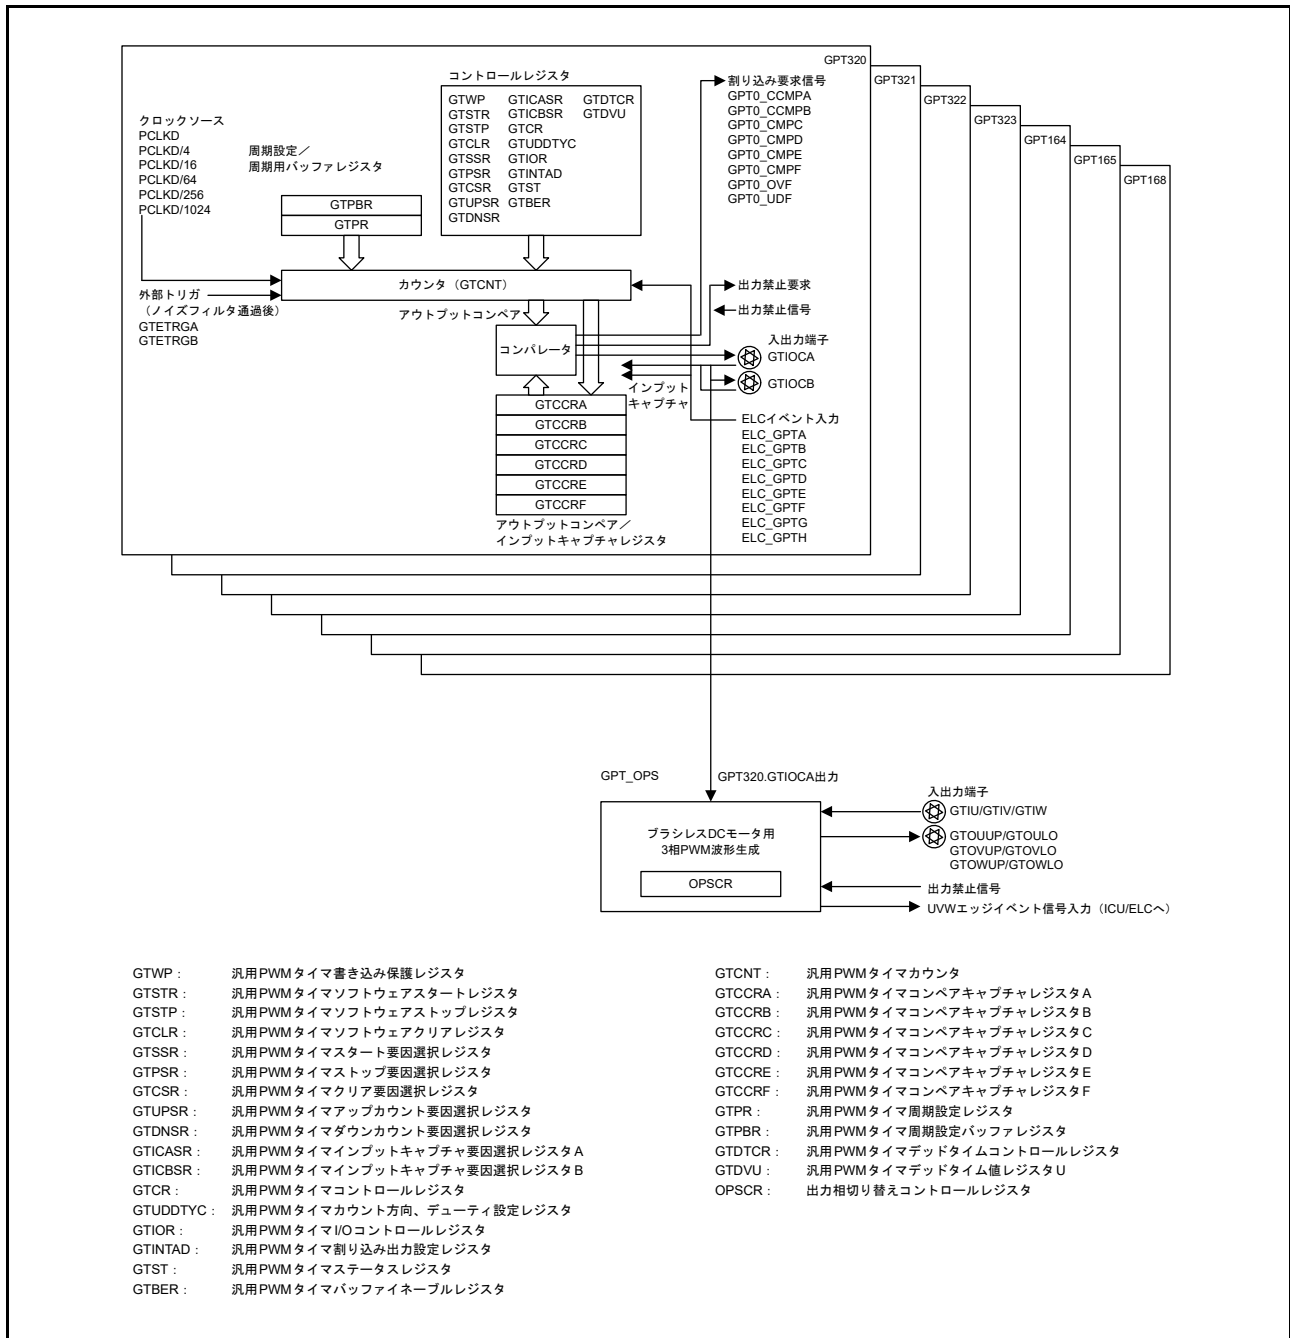 GPT320
GPT321
GPT322
GPT323
GPT164
GPT165
GPT168
クロックソース
PCLKD
PCLKD/4
PCLKD/16
PCLKD/64
PCLKD/256
PCLKD/1024
周期設定／
周期用バッファレジスタ
GTPBR
GTPR
コントロールレジスタ
GTWP GTICASR GTDTCR
GTSTR GTICBSR GTDVU
GTSTP GTCR
GTCLR GTUDDTYC
GTSSR GTIOR
GTPSR GTINTAD
GTCSR GTST
GTUPSR GTBER
GTDNSR
割り込み要求信号
GPT0_CCMPA
GPT0_CCMPB
GPT0_CMPC
GPT0_CMPD
GPT0_CMPE
GPT0_CMPF
GPT0_OVF
GPT0_UDF
カウンタ（GTCNT）
外部トリガ
（ノイズフィルタ通過後）
GTETRGA
GTETRGB
アウトプットコンペア
コンパレータ
出力禁止要求
出力禁止信号
入出力端子
GTIOCA
GTIOCB
インプット
キャプチャ
GTCCRA
GTCCRB
GTCCRC
GTCCRD
GTCCRE
GTCCRF
アウトプットコンペア／
インプットキャプチャレジスタ
ELCイベント入力
ELC_GPTA
ELC_GPTB
ELC_GPTC
ELC_GPTD
ELC_GPTE
ELC_GPTF
ELC_GPTG
ELC_GPTH
GPT_OPS
GPT320.GTIOCA出力
ブラシレスDCモータ用
3相PWM波形生成
OPSCR
入出力端子
GTIU/GTIV/GTIW
GTOUUP/GTOULO
GTOVUP/GTOVLO
GTOWUP/GTOWLO
出力禁止信号
UVWエッジイベント信号入力（ICU/ELCへ）
GTWP： 汎用PWMタイマ書き込み保護レジスタ
GTSTR： 汎用PWMタイマソフトウェアスタートレジスタ
GTSTP： 汎用PWMタイマソフトウェアストップレジスタ
GTCLR： 汎用PWMタイマソフトウェアクリアレジスタ
GTSSR： 汎用PWMタイマスタート要因選択レジスタ
GTPSR： 汎用PWMタイマストップ要因選択レジスタ
GTCSR： 汎用PWMタイマクリア要因選択レジスタ
GTUPSR： 汎用PWMタイマアップカウント要因選択レジスタ
GTDNSR： 汎用PWMタイマダウンカウント要因選択レジスタ
GTICASR： 汎用PWMタイマインプットキャプチャ要因選択レジスタA
GTICBSR： 汎用PWMタイマインプットキャプチャ要因選択レジスタB
GTCR： 汎用PWMタイマコントロールレジスタ
GTUDDTYC： 汎用PWMタイマカウント方向、デューティ設定レジスタ
GTIOR： 汎用PWMタイマI/Oコントロールレジスタ
GTINTAD： 汎用PWMタイマ割り込み出力設定レジスタ
GTST： 汎用PWMタイマステータスレジスタ
GTBER： 汎用PWMタイマバッファイネーブルレジスタ
GTCNT： 汎用PWMタイマカウンタ
GTCCRA： 汎用PWMタイマコンペアキャプチャレジスタA
GTCCRB： 汎用PWMタイマコンペアキャプチャレジスタB
GTCCRC： 汎用PWMタイマコンペアキャプチャレジスタC
GTCCRD： 汎用PWMタイマコンペアキャプチャレジスタD
GTCCRE： 汎用PWMタイマコンペアキャプチャレジスタE
GTCCRF： 汎用PWMタイマコンペアキャプチャレジスタF
GTPR： 汎用PWMタイマ周期設定レジスタ
GTPBR： 汎用PWMタイマ周期設定バッファレジスタ
GTDTCR： 汎用PWMタイマデッドタイムコントロールレジスタ
GTDVU： 汎用PWMタイマデッドタイム値レジスタU
OPSCR： 出力相切り替えコントロールレジスタ